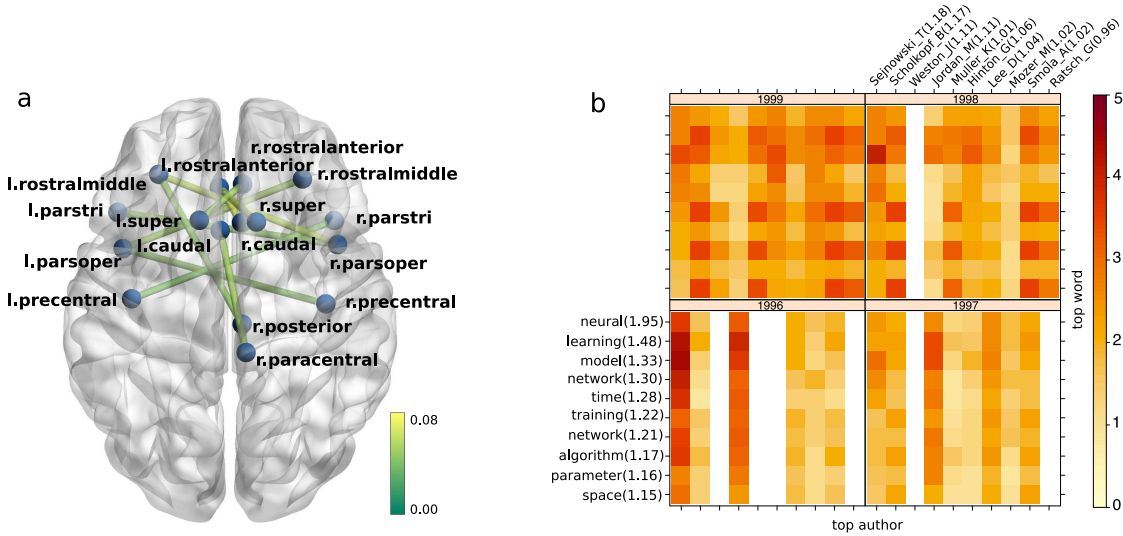 a
r.rostralanterior
l.rostralanterior
l.rostralmiddle
r.rostralmiddle
l.parstri
r.super
l.super
r.parstri
l.caudal
r.caudal
l.parsoper
r.parsoper
l.precentral
r.precentral
r.posterior
r.paracentral
0.08
0.00
b
Sejnowski_T(1.18)
Scholkopf_B(1.17)
Weston_J(1.11)
Jordan_M(1.11)
Muller_K(1.01)
Hinton_G(1.06)
Lee_D(1.04)
Mozer_M(1.02)
Smola_A(1.02)
Ratsch_G(0.96)
1999
1998
1996
1997
neural(1.95)
learning(1.48)
model(1.33)
network(1.30)
time(1.28)
training(1.22)
network(1.21)
algorithm(1.17)
parameter(1.16)
space(1.15)
top author
top word
5
4
3
2
1
0